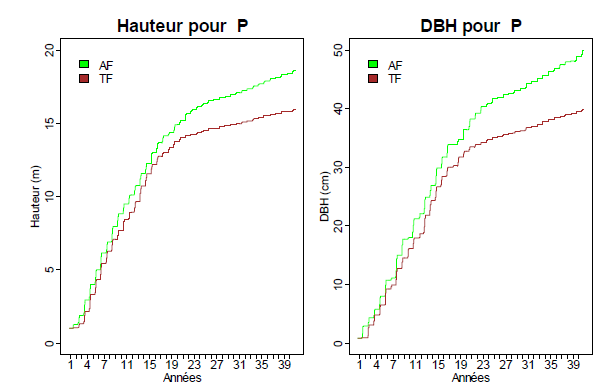 Hauteur pour P
AF
TF
Hauteur (m)
0
5
10
15
20
1 4 7 11 15 19 23 27 31 35 39
Années
DBH pour P
AF
TF
DBH (cm)
0
10
20
30
40
50
1 4 7 11 15 19 23 27 31 35 39
Années